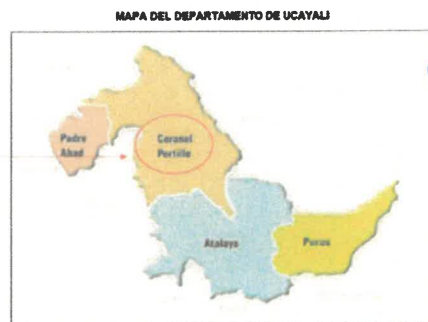 MAPA DEL DEPARTAMENTO DE UCAYALI
Padre
Abad
Coronel
Portillo
Atalaya
Purus